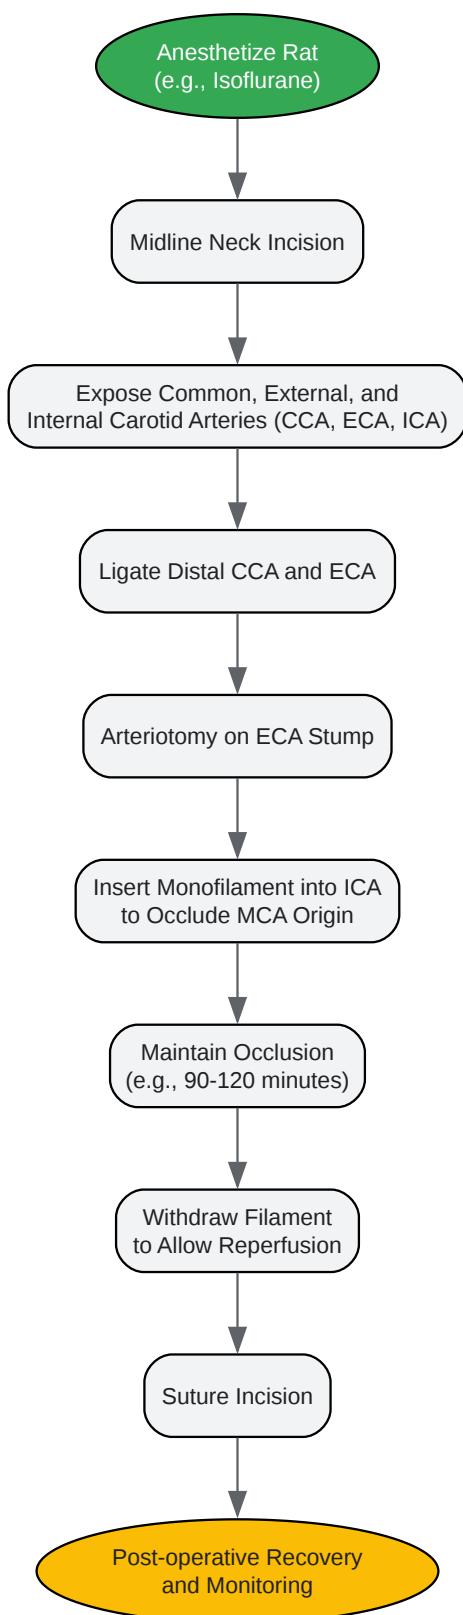 Anesthetize Rat
(e.g., Isoflurane)
Midline Neck Incision
Expose Common, External, and
Internal Carotid Arteries (CCA, ECA, ICA)
Ligate Distal CCA and ECA
Arteriotomy on ECA Stump
Insert Monofilament into ICA
to Occlude MCA Origin
Maintain Occlusion
(e.g., 90-120 minutes)
Withdraw Filament
to Allow Reperfusion
Suture Incision
Post-operative Recovery
and Monitoring